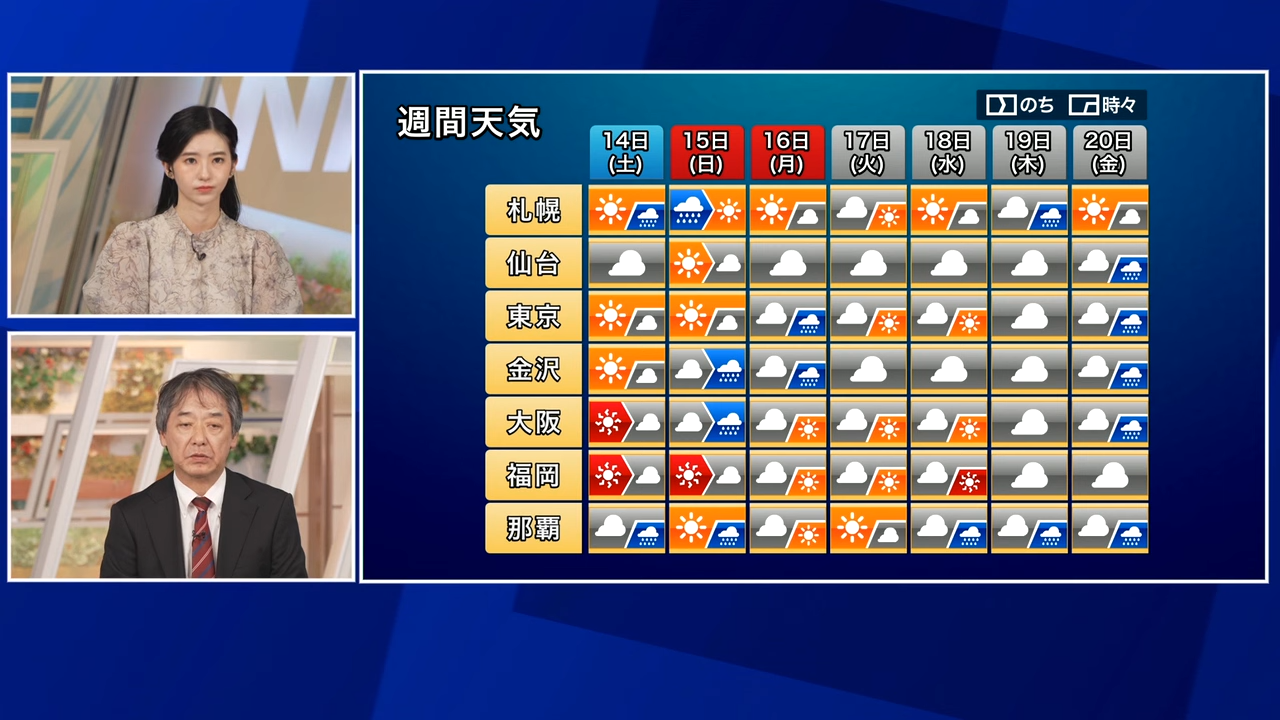 週間天気
のち 時々
14日 15日 16日 17日 18日 19日 20日
(土) (日) (月) (火) (水) (木) (金)
札幌
仙台
東京
金沢
大阪
福岡
那覇